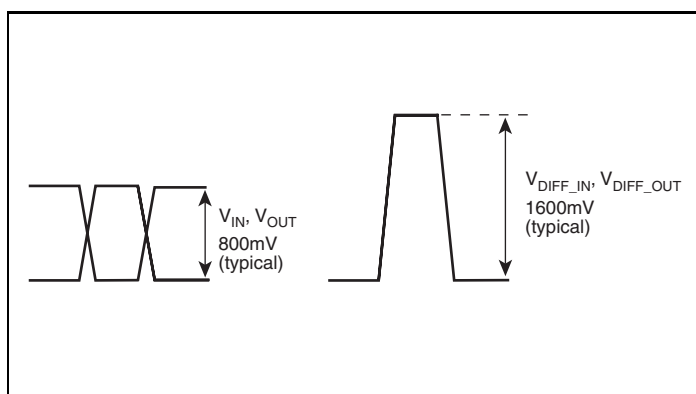 V_IN, V_OUT
800mV
(typical)
V_DIFF_IN, V_DIFF_OUT
1600mV
(typical)